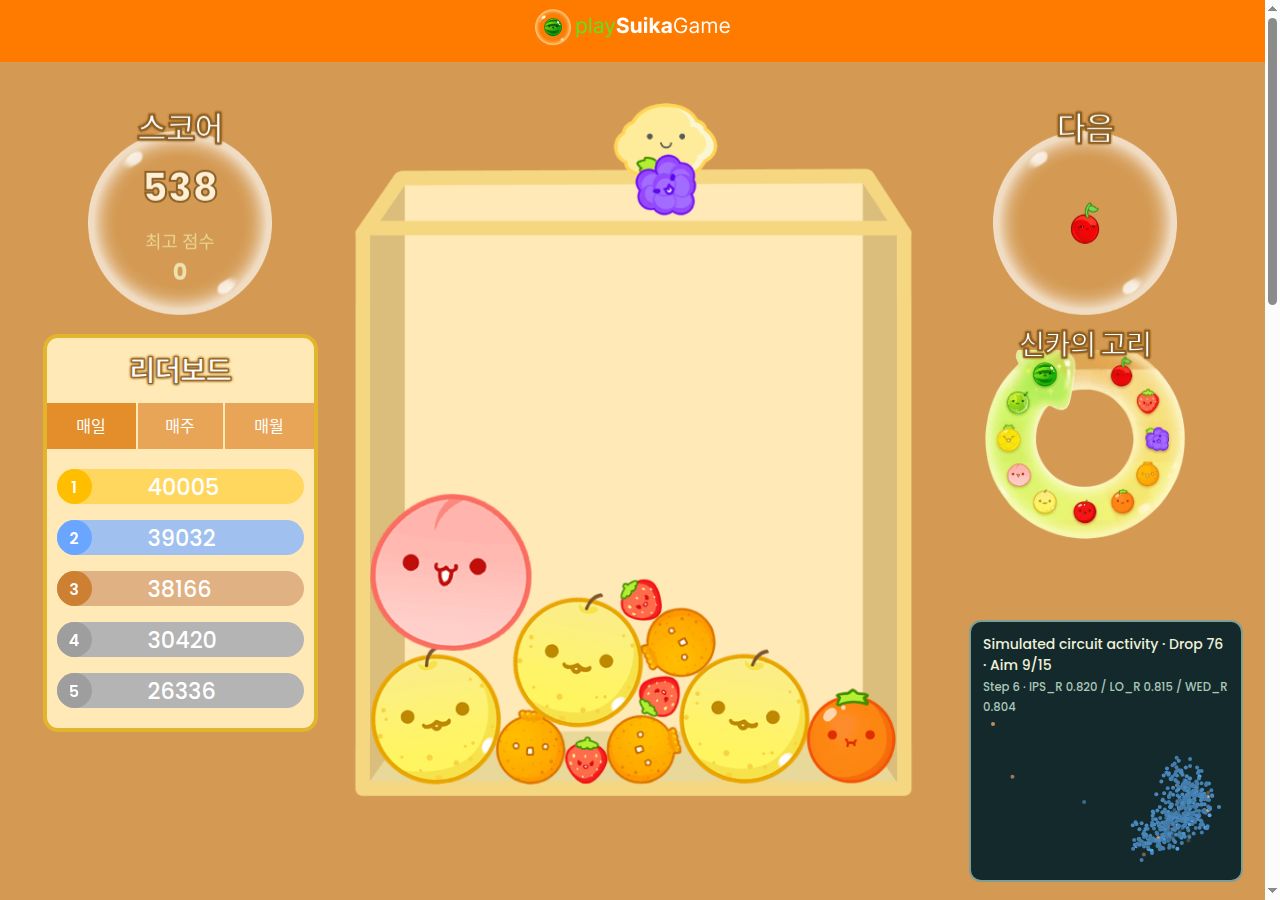 playSuikaGame
스코어
538
최고 점수
0
다음
신카의 고리
리더보드
매일 매주 매월
1 40005
2 39032
3 38166
4 30420
5 26336
Simulated circuit activity · Drop 76
· Aim 9/15
Step 6 · IPS_R 0.820 / LO_R 0.815 / WED_R
0.804